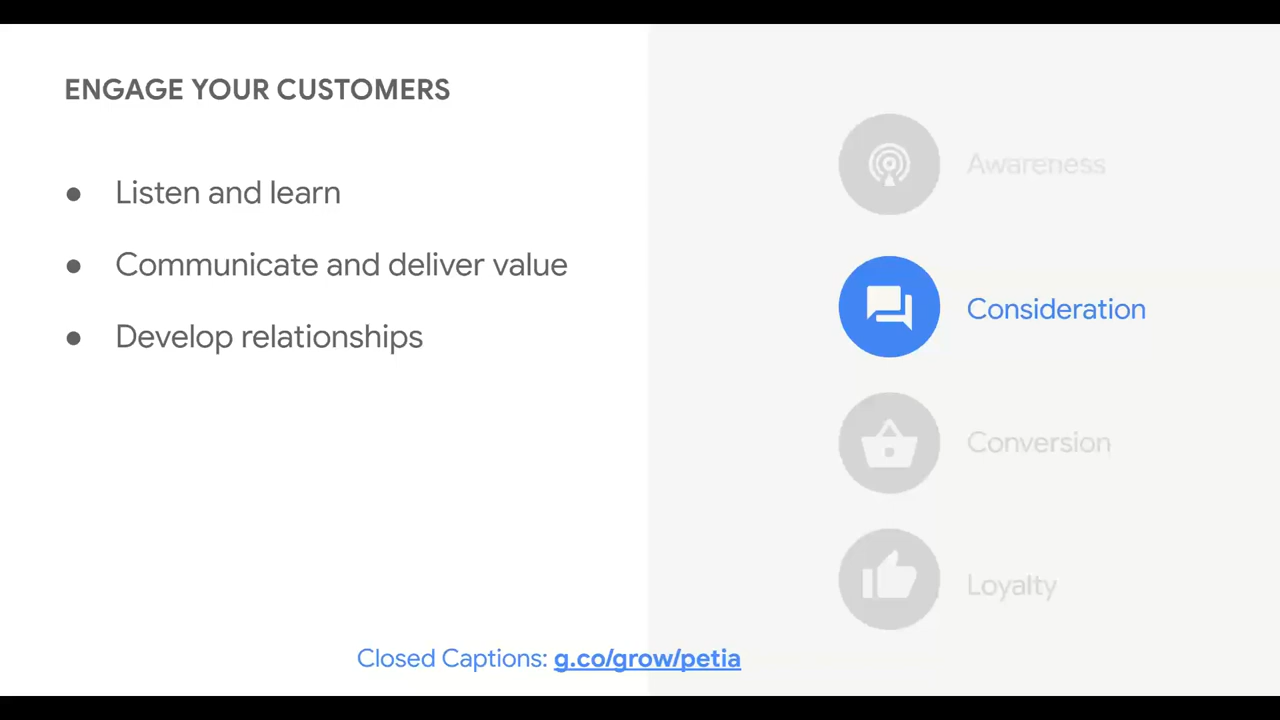 ENGAGE YOUR CUSTOMERS
● Listen and learn
● Communicate and deliver value
● Develop relationships
Awareness
Consideration
Conversion
Loyalty
Closed Captions: g.co/grow/petia